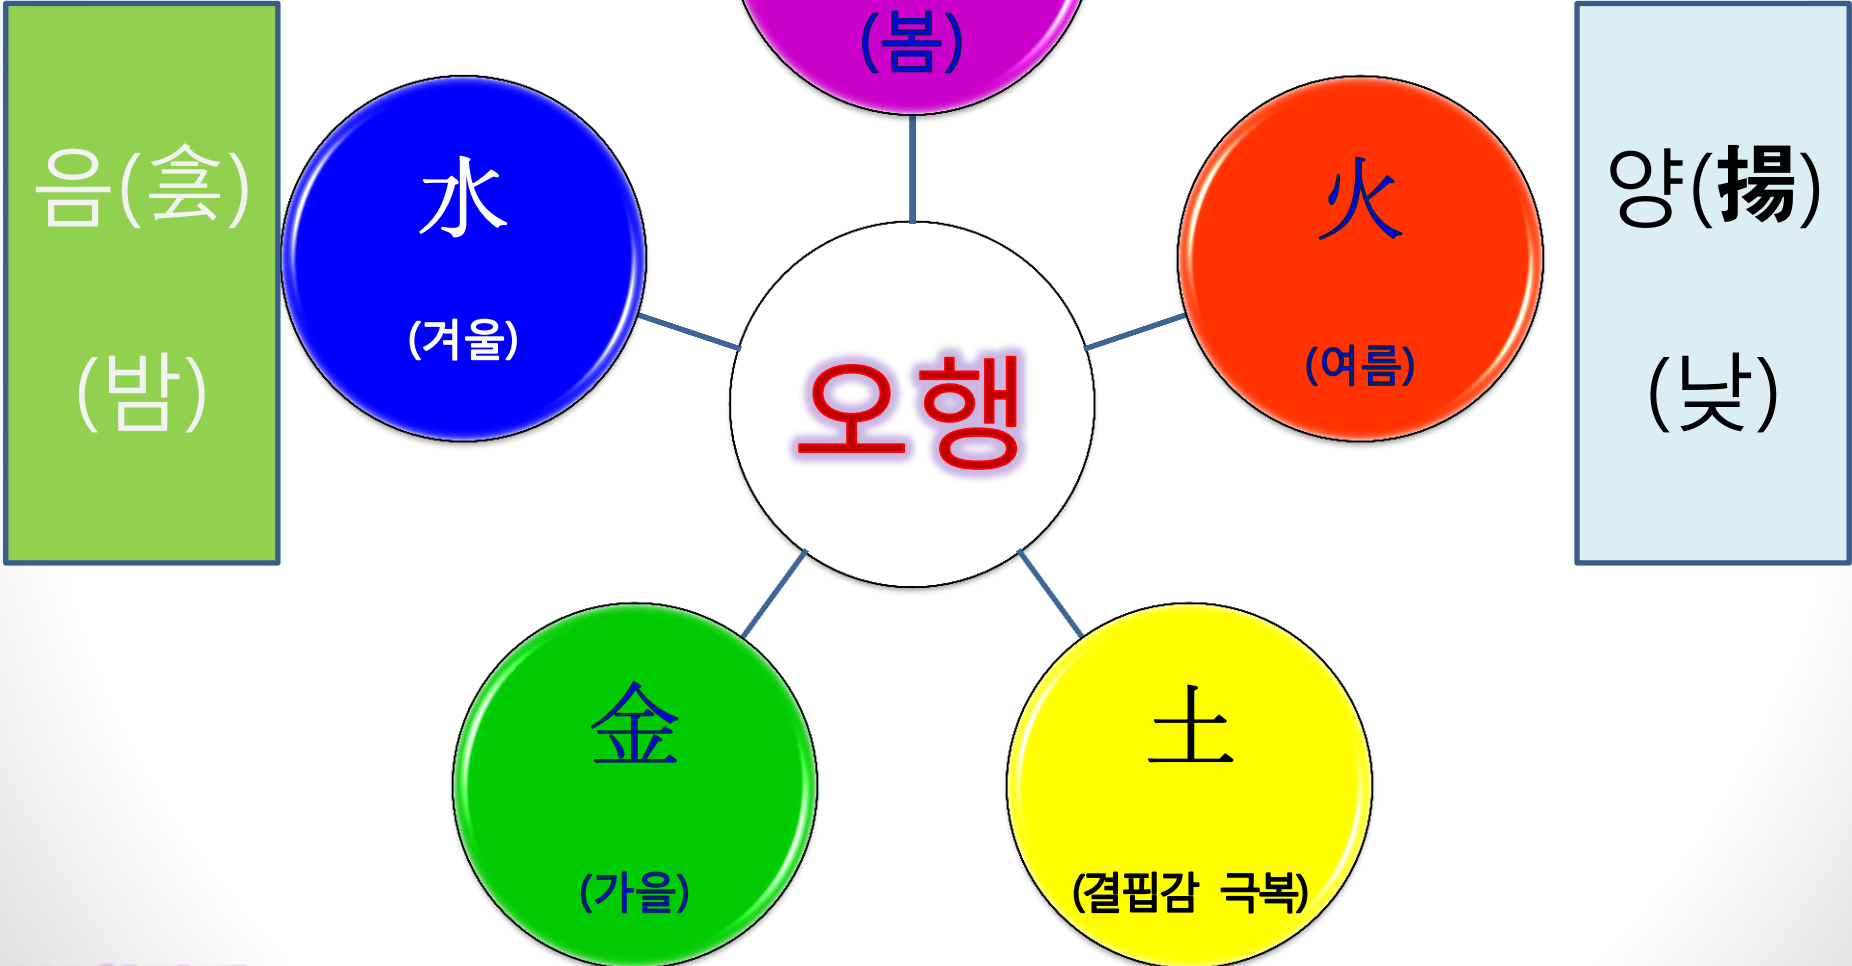 (봄)
음(侌)
(밤)
水
(겨울)
火
(여름)
양(揚)
(낮)
오행
金
(가을)
土
(결핍감 극복)